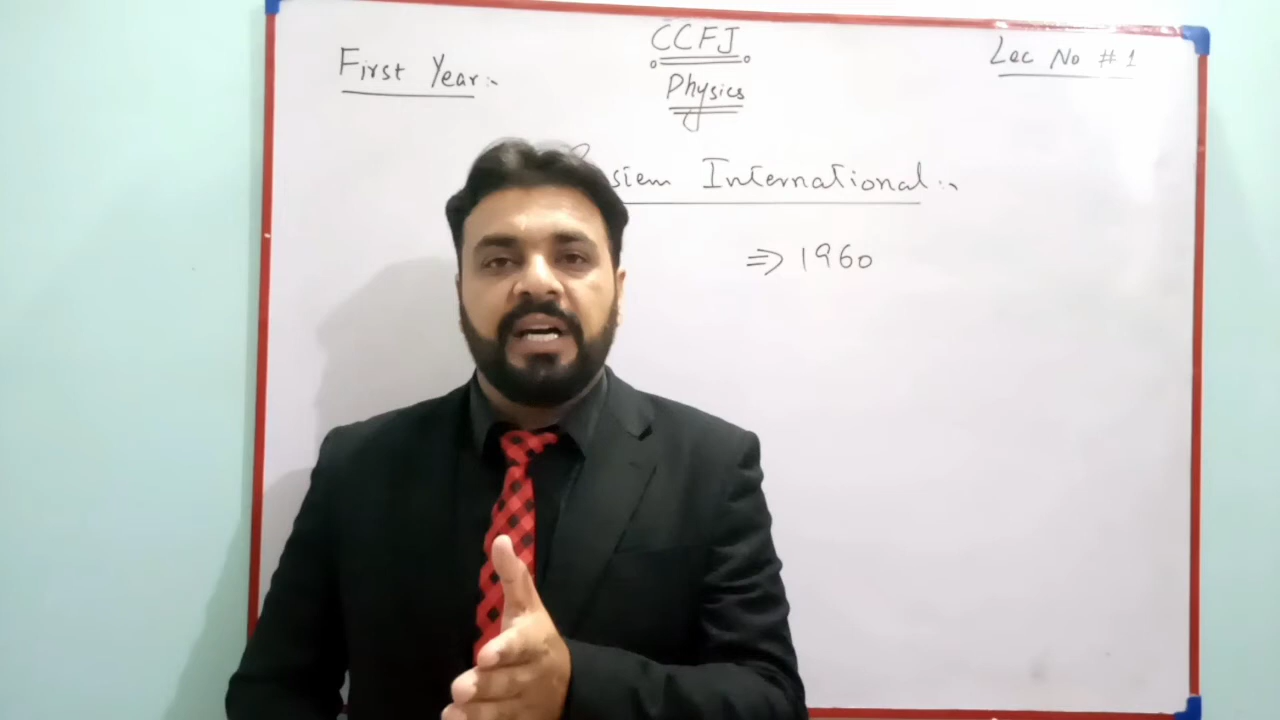 CCFJ
First Year:-
Lec No # 1
Physics
International:-
⇒ 1960